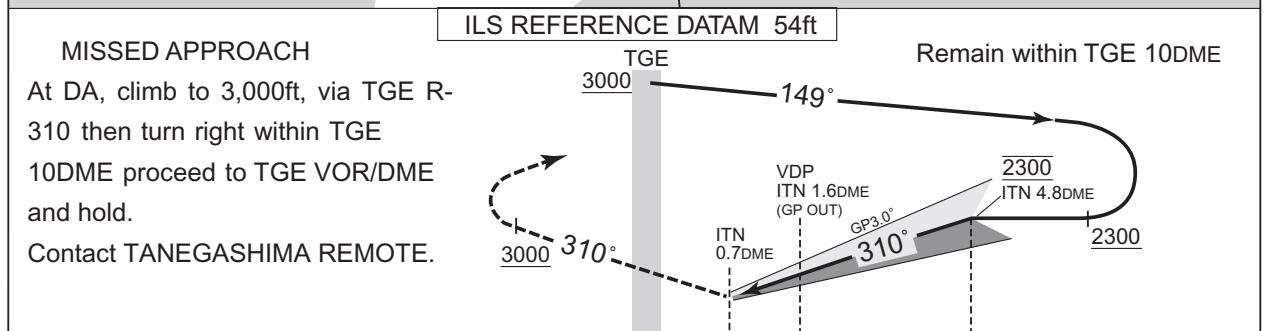 ILS REFERENCE DATAM 54ft
MISSED APPROACH
At DA, climb to 3,000ft, via TGE R-
310 then turn right within TGE
10DME proceed to TGE VOR/DME
and hold.
Contact TANEGASHIMA REMOTE.
TGE
Remain within TGE 10DME
3000
149°
VDP
ITN 1.6DME
(GP OUT)
2300
ITN 4.8DME
GP3.0°
310°
2300
ITN
0.7DME
310°
3000